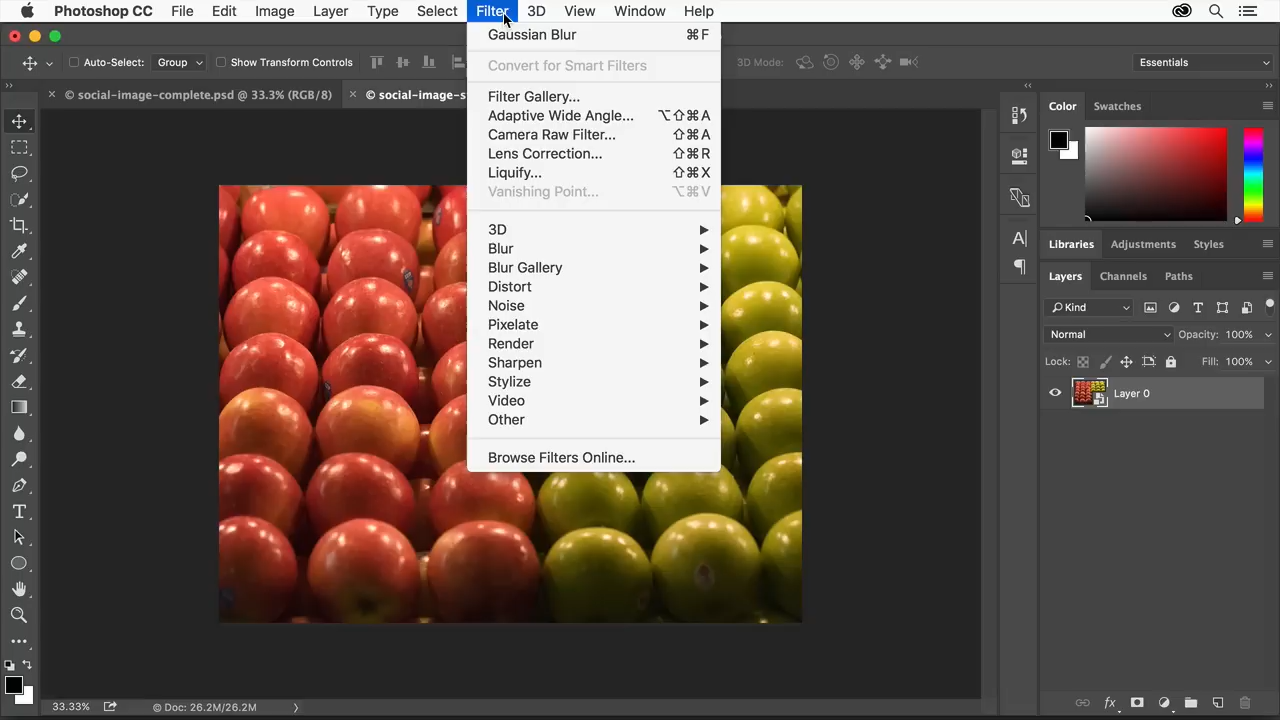 Photoshop CC File Edit Image Layer Type Select Filter 3D View Window Help
Auto-Select: Group Show Transform Controls 3D Mode: Essentials
© social-image-complete.psd @ 33.3% (RGB/8) © social-image-s
Gaussian Blur ⌘F
Convert for Smart Filters
Filter Gallery...
Adaptive Wide Angle... ⌥⇧⌘A
Camera Raw Filter... ⇧⌘A
Lens Correction... ⇧⌘R
Liquify... ⇧⌘X
Vanishing Point... ⌥⌘V
3D
Blur
Blur Gallery
Distort
Noise
Pixelate
Render
Sharpen
Stylize
Video
Other
Browse Filters Online...
Color Swatches
Libraries Adjustments Styles
Layers Channels Paths
Kind
Normal Opacity: 100%
Lock: Fill: 100%
Layer 0
33.33% © Doc: 26.2M/26.2M